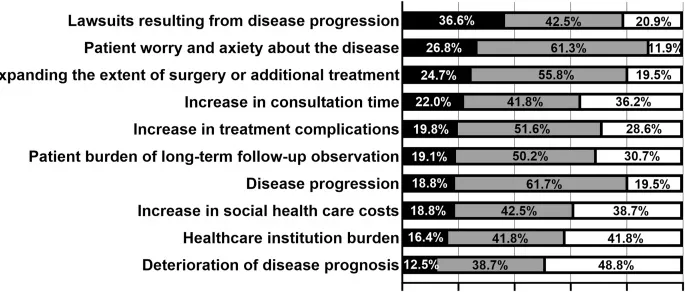 Lawsuits resulting from disease progression 36.6% 42.5% 20.9%
Patient worry and axiety about the disease 26.8% 61.3% 11.9%
xpanding the extent of surgery or additional treatment 24.7% 55.8% 19.5%
Increase in consultation time 22.0% 41.8% 36.2%
Increase in treatment complications 19.8% 51.6% 28.6%
Patient burden of long-term follow-up observation 19.1% 50.2% 30.7%
Disease progression 18.8% 61.7% 19.5%
Increase in social health care costs 18.8% 42.5% 38.7%
Healthcare institution burden 16.4% 41.8% 41.8%
Deterioration of disease prognosis 12.5% 38.7% 48.8%